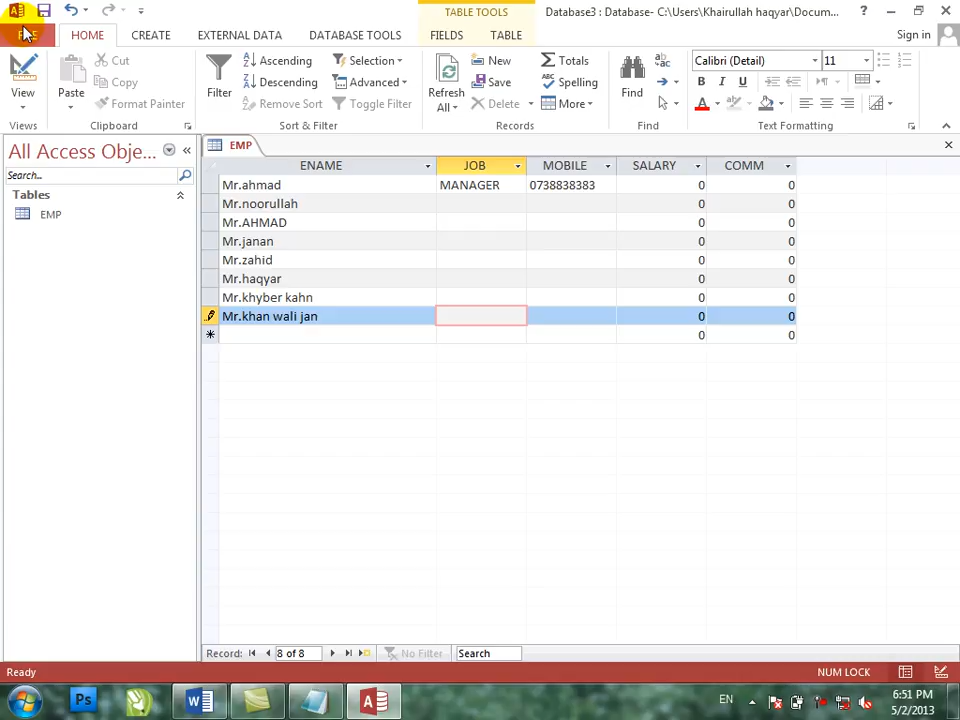 TABLE TOOLS
Database3 : Database- C:\Users\Khairullah haqyar\Docum...
?
FILE
HOME
CREATE
EXTERNAL DATA
DATABASE TOOLS
FIELDS
TABLE
Sign in
View
Views
Paste
Cut
Copy
Format Painter
Clipboard
Filter
Ascending
Descending
Remove Sort
Selection
Advanced
Toggle Filter
Sort & Filter
Refresh
All
New
Save
Delete
Totals
Spelling
More
Records
Find
Find
Calibri (Detail)
11
B I U
A
Text Formatting
All Access Obje...
Search...
Tables
EMP
EMP
ENAME JOB MOBILE SALARY COMM
Mr.ahmad MANAGER 0738838383 0 0
Mr.noorullah 0 0
Mr.AHMAD 0 0
Mr.janan 0 0
Mr.zahid 0 0
Mr.haqyar 0 0
Mr.khyber kahn 0 0
Mr.khan wali jan 0 0
0 0
Record: 8 of 8 No Filter Search
Ready
NUM LOCK
Ps
EN
6:51 PM
5/2/2013